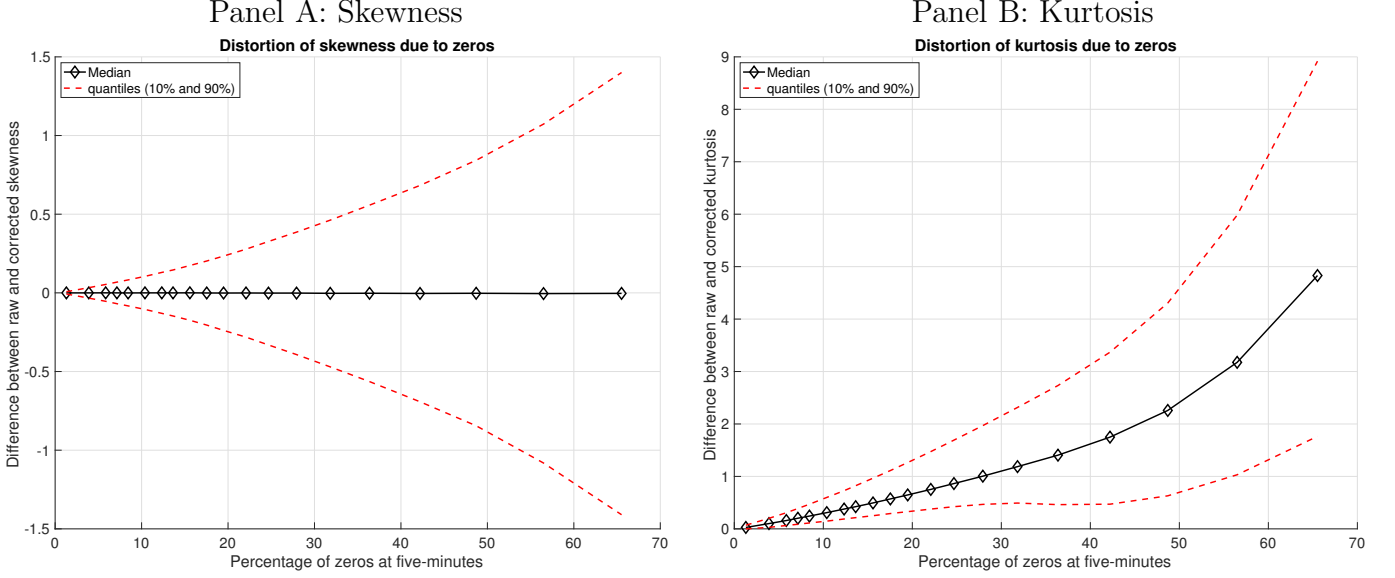 Panel A: Skewness
Distortion of skewness due to zeros
Median
quantiles (10% and 90%)
Difference between raw and corrected skewness
1.5
1
0.5
0
-0.5
-1
-1.5
0 10 20 30 40 50 60 70
Percentage of zeros at five-minutes
Panel B: Kurtosis
Distortion of kurtosis due to zeros
Median
quantiles (10% and 90%)
Difference between raw and corrected kurtosis
9
8
7
6
5
4
3
2
1
0
0 10 20 30 40 50 60 70
Percentage of zeros at five-minutes